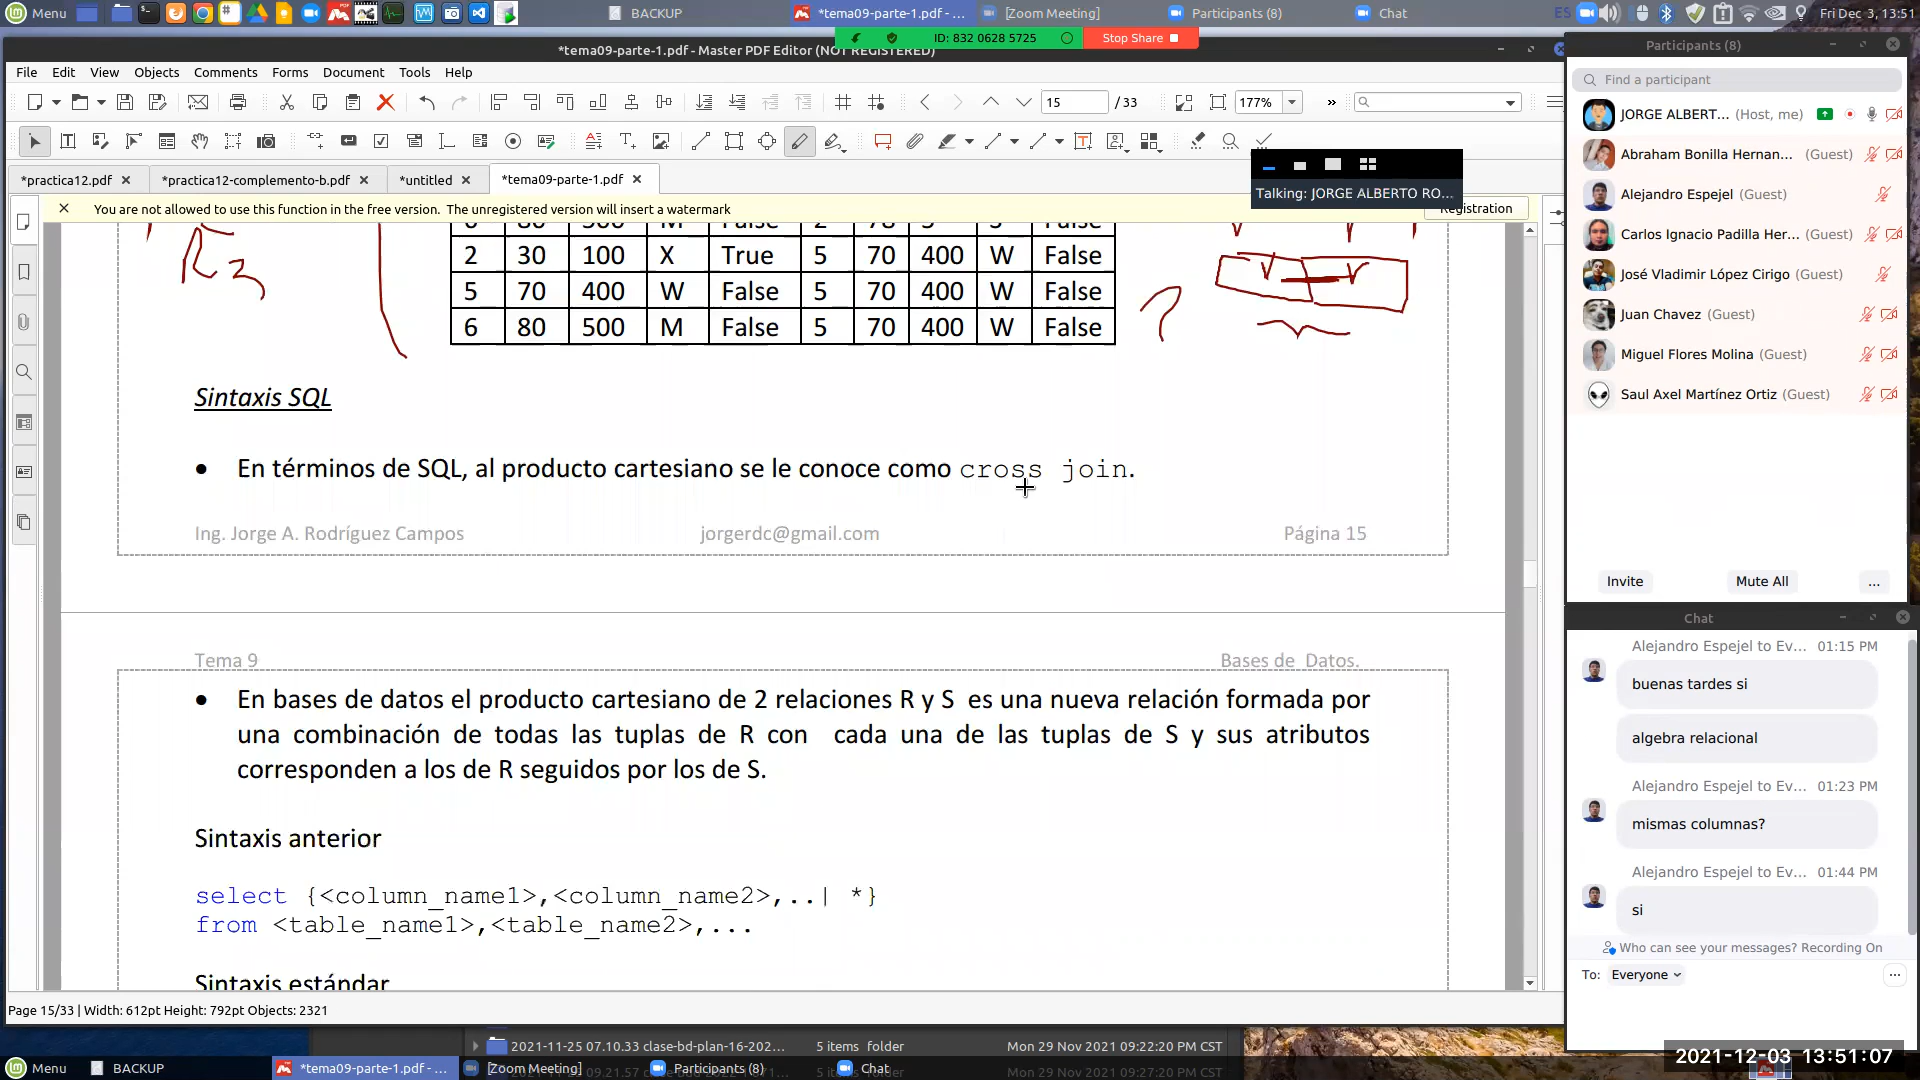 Menu
BACKUP
*tema09-parte-1.pdf - ...
[Zoom Meeting]
Participants (8)
Chat
ES
Fri Dec 3, 13:51
*tema09-parte-1.pdf - Master PDF Editor (NOT REGISTERED)
ID: 832 0628 5725
Stop Share
File Edit View Objects Comments Forms Document Tools Help
15 / 33
177%
*practica12.pdf
*practica12-complemento-b.pdf
*untitled
*tema09-parte-1.pdf
Talking: JORGE ALBERTO RO...
You are not allowed to use this function in the free version. The unregistered version will insert a watermark
Registration
R3
2 30 100 X True 5 70 400 W False
5 70 400 W False 5 70 400 W False
6 80 500 M False 5 70 400 W False
V V
?
Sintaxis SQL
• En términos de SQL, al producto cartesiano se le conoce como cross join.
Ing. Jorge A. Rodríguez Campos
jorgerdc@gmail.com
Página 15
Tema 9
Bases de Datos.
• En bases de datos el producto cartesiano de 2 relaciones R y S es una nueva relación formada por
una combinación de todas las tuplas de R con cada una de las tuplas de S y sus atributos
corresponden a los de R seguidos por los de S.
Sintaxis anterior
select {<column_name1>,<column_name2>,..| *}
from <table_name1>,<table_name2>,...
Sintaxis estándar
Page 15/33 | Width: 612pt Height: 792pt Objects: 2321
Participants (8)
Find a participant
JORGE ALBERT... (Host, me)
Abraham Bonilla Hernan... (Guest)
Alejandro Espejel (Guest)
Carlos Ignacio Padilla Her... (Guest)
José Vladimir López Cirigo (Guest)
Juan Chavez (Guest)
Miguel Flores Molina (Guest)
Saul Axel Martínez Ortiz (Guest)
Invite
Mute All
...
Chat
Alejandro Espejel to Ev... 01:15 PM
buenas tardes si
algebra relacional
Alejandro Espejel to Ev... 01:23 PM
mismas columnas?
Alejandro Espejel to Ev... 01:44 PM
si
Who can see your messages? Recording On
To: Everyone
2021-11-25 07.10.33 clase-bd-plan-16-202... 5 items folder Mon 29 Nov 2021 09:22:20 PM CST
Menu
BACKUP
*tema09-parte-1.pdf - ...
[Zoom Meeting]
Participants (8)
Chat
2021-12-03 13:51:07